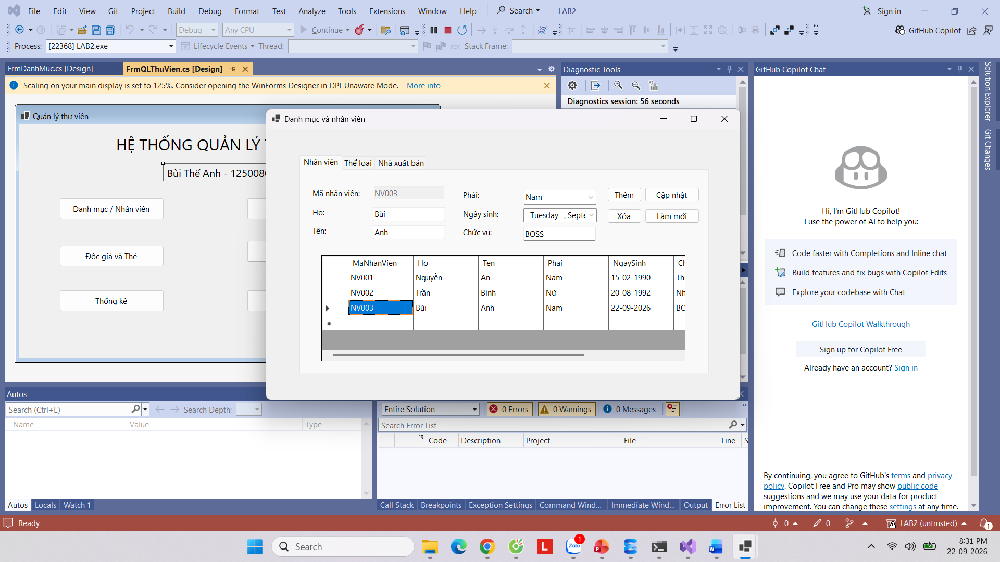 File Edit View Git Project Build Debug Format Test Analyze Tools Extensions Window Help Search LAB2 Sign in
Debug Any CPU Continue GitHub Copilot
Process: [22368] LAB2.exe Lifecycle Events Thread: Stack Frame:
FrmDanhMuc.cs [Design] FrmQLThuVien.cs [Design]
Scaling on your main display is set to 125%. Consider opening the WinForms Designer in DPI-Unaware Mode. More info
Quản lý thư viện
HỆ THỐNG QUẢN LÝ
Bùi Thế Anh - 1250080
Danh mục / Nhân viên
Độc giả và Thẻ
Thống kê
Danh mục và nhân viên
Nhân viên Thể loại Nhà xuất bản
Mã nhân viên: NV003 Phái: Nam Thêm Cập nhật
Họ: Bùi Ngày sinh: Tuesday , Septe Xóa Làm mới
Tên: Anh Chức vụ: BOSS
MaNhanVien Ho Ten Phai NgaySinh
NV001 Nguyễn An Nam 15-02-1990 Th
NV002 Trần Bình Nữ 20-08-1992 Nh
NV003 Bùi Anh Nam 22-09-2026
Diagnostic Tools
Diagnostics session: 56 seconds
GitHub Copilot Chat
Hi, I'm GitHub Copilot!
I use the power of AI to help you:
Code faster with Completions and Inline chat
Build features and fix bugs with Copilot Edits
Explore your codebase with Chat
GitHub Copilot Walkthrough
Sign up for Copilot Free
Already have an account? Sign in
By continuing, you agree to GitHub's terms and privacy
policy. Copilot Free and Pro may show public code
suggestions and we may use your data for product
improvement. You can change these settings at any time.
Solution Explorer
Git Changes
Autos
Search (Ctrl+E) Search Depth:
Name Value Type
Autos Locals Watch 1
Entire Solution 0 Errors 0 Warnings 0 Messages
Search Error List
Code Description Project File Line S
Call Stack Breakpoints Exception Settings Command Wind... Immediate Wind... Output Error List
Ready 0 0 LAB2 (untrusted) 1
Search L Zalo 1 P W
8:31 PM
22-09-2026